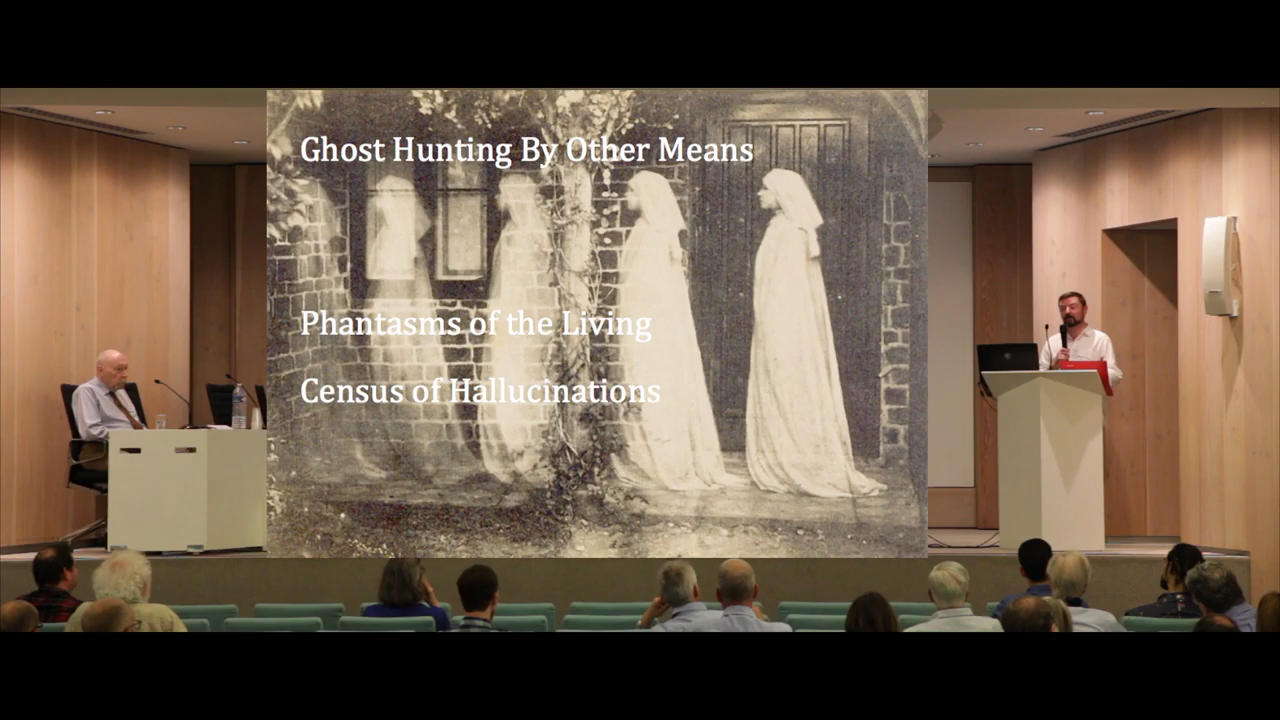 Ghost Hunting By Other Means
Phantasms of the Living
Census of Hallucinations